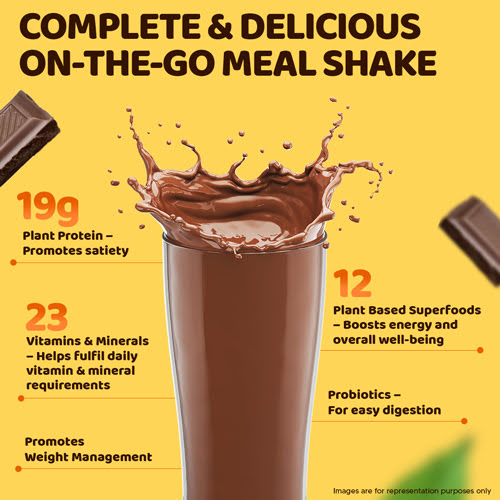 COMPLETE & DELICIOUS
ON-THE-GO MEAL SHAKE
19g
Plant Protein –
Promotes satiety
23
Vitamins & Minerals
– Helps fulfil daily
vitamin & mineral
requirements
Promotes
Weight Management
12
Plant Based Superfoods
– Boosts energy and
overall well-being
Probiotics –
For easy digestion
Images are for representation purposes only